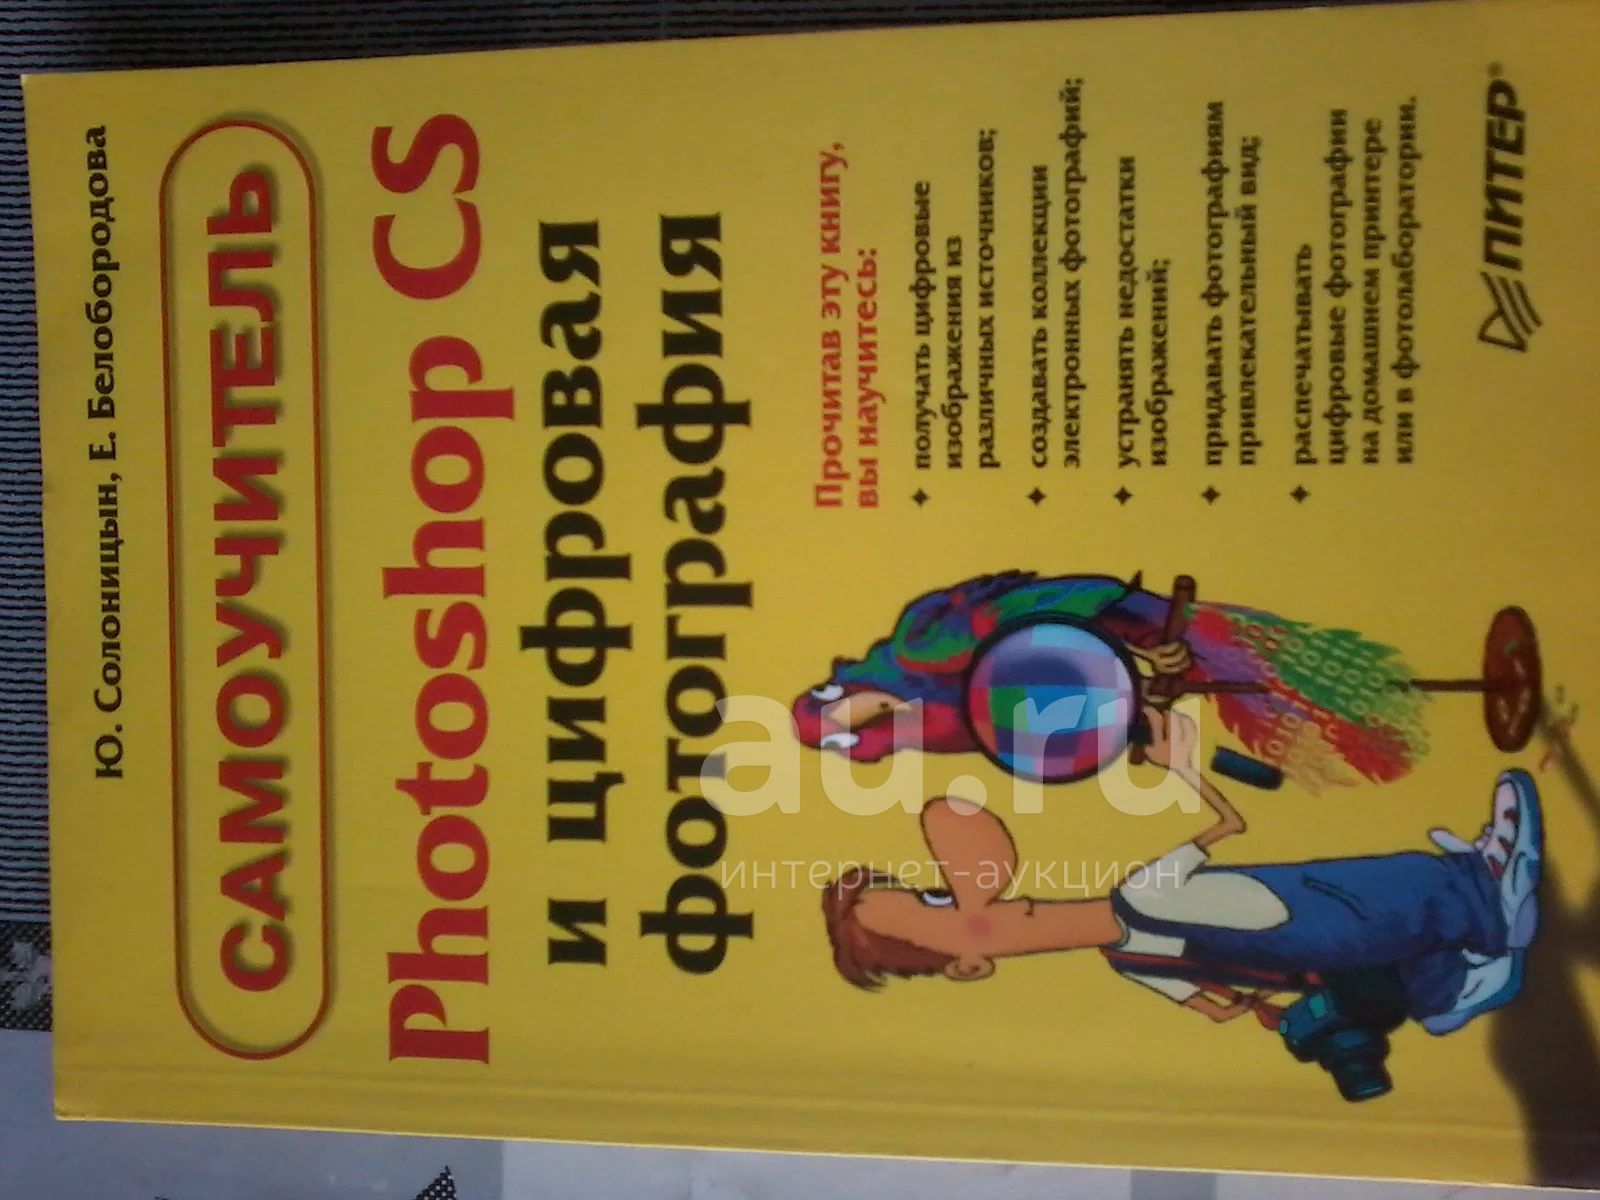 Ю. Солоницын, Е. Белобородова
САМОУЧИТЕЛЬ
Photoshop CS
и цифровая
фотография
Прочитав эту книгу,
вы научитесь:
✦ получать цифровые
изображения из
различных источников;
✦ создавать коллекции
электронных фотографий;
✦ устранять недостатки
изображений;
✦ придавать фотографиям
привлекательный вид;
✦ распечатывать
цифровые фотографии
на домашнем принтере
или в фотолаборатории.
ПИТЕР®
au.ru
интернет-аукцион